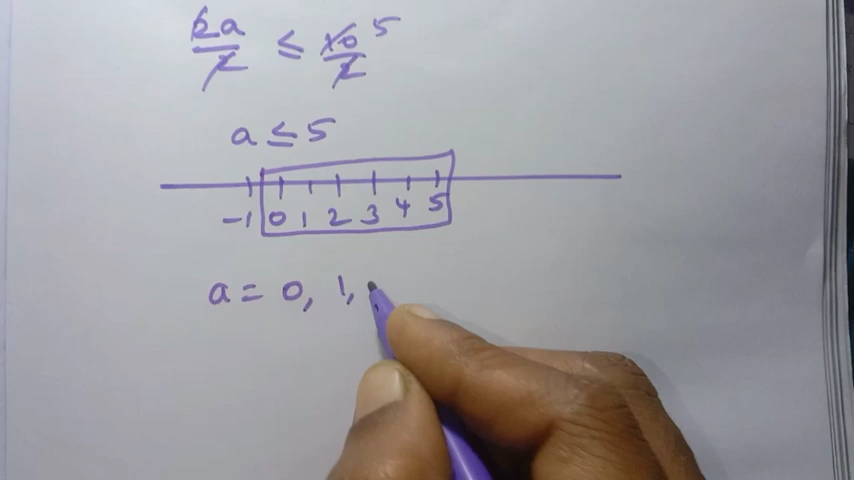 2a/2 ≤ 10/2 5
a ≤ 5
-1 0 1 2 3 4 5
a = 0, 1,